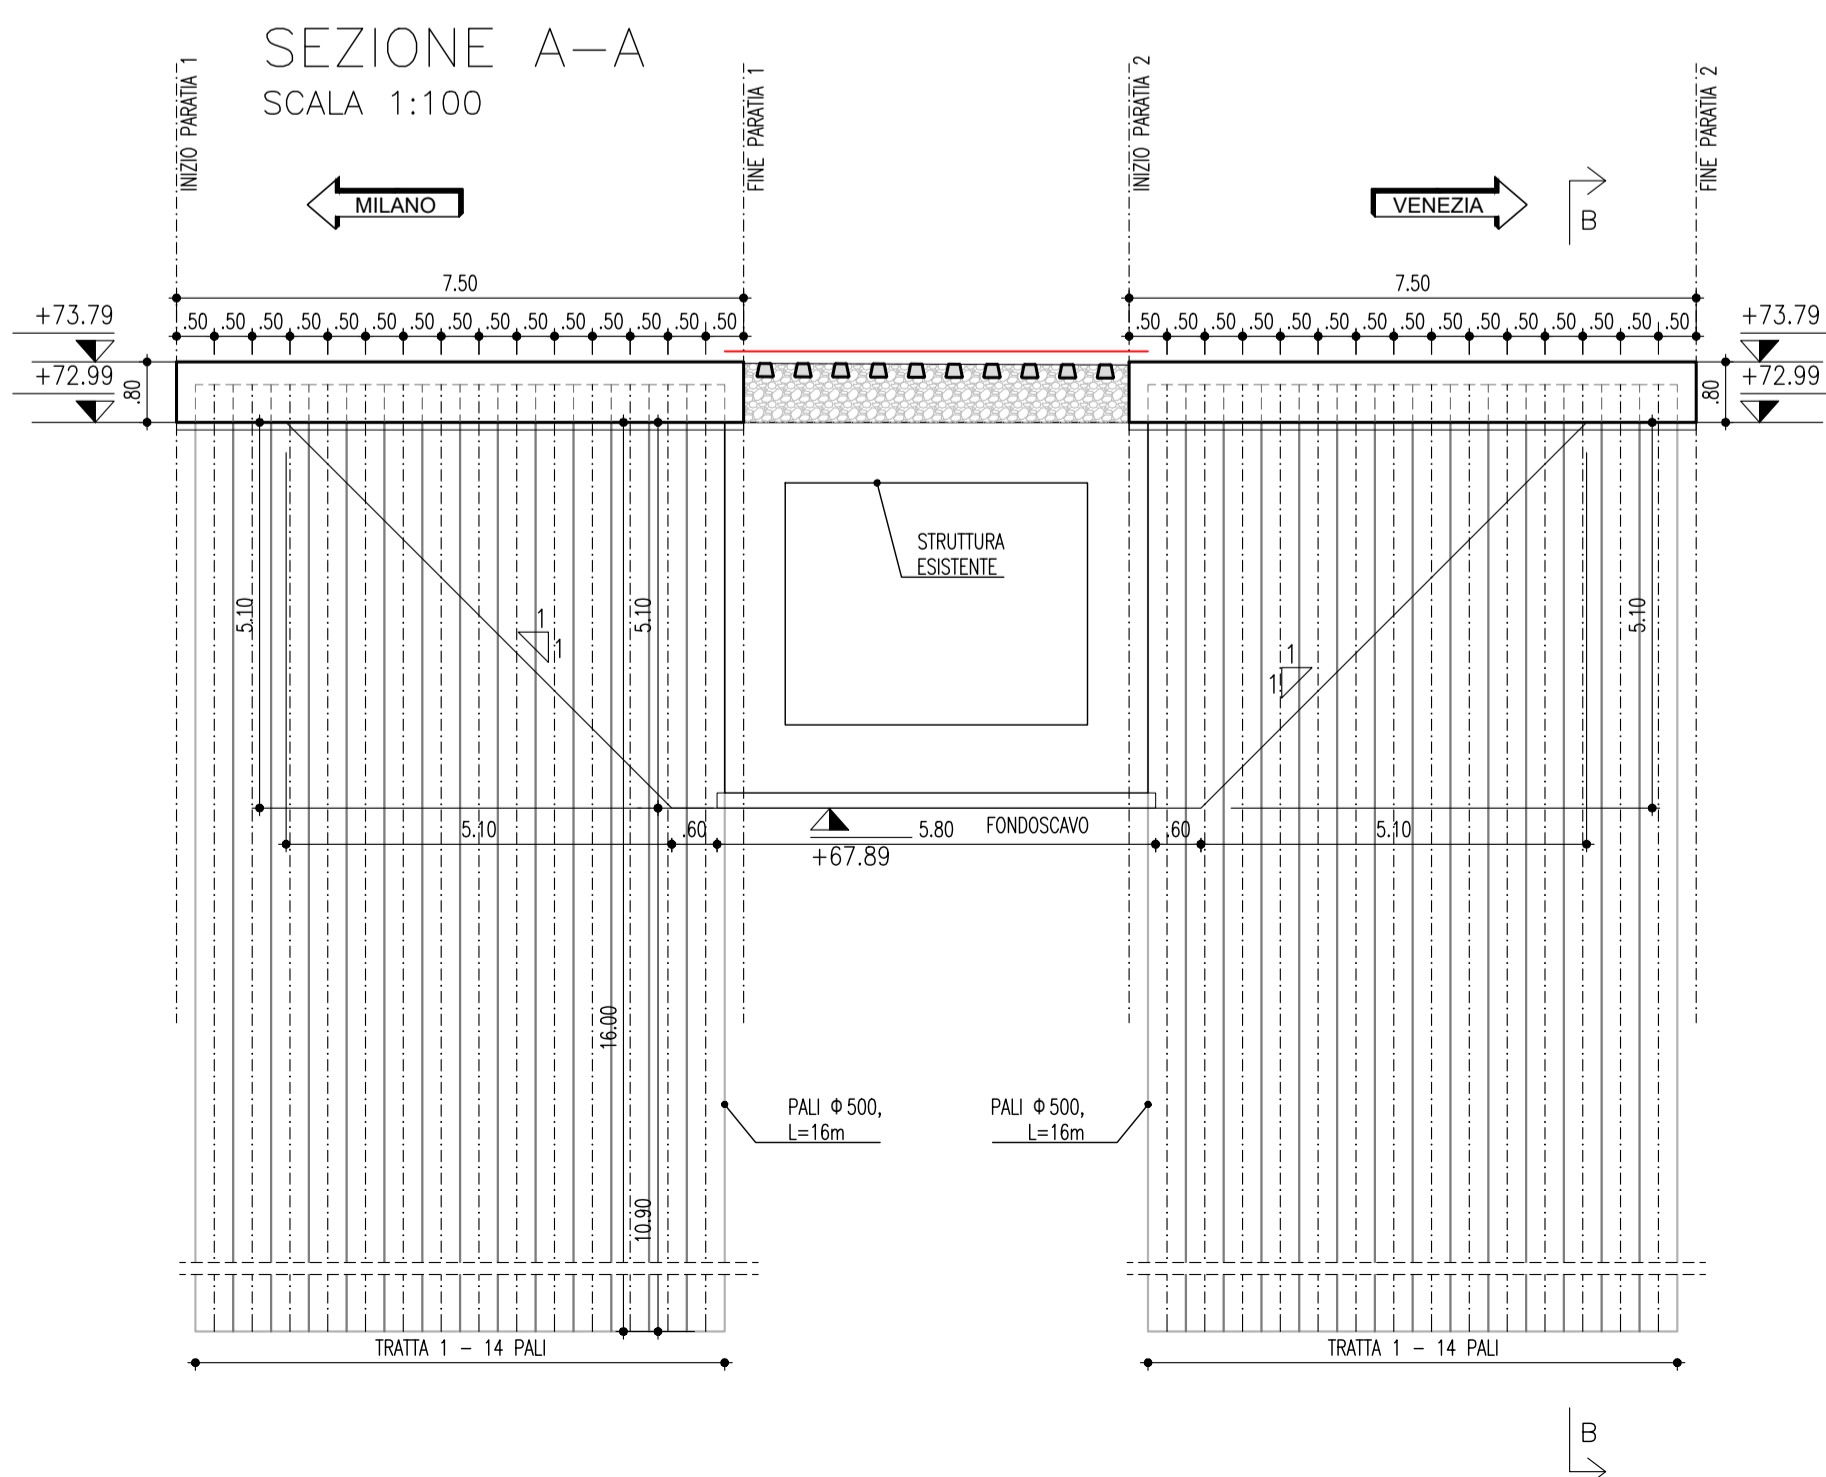 SEZIONE A-A
SCALA 1:100
INIZIO PARATIA 1
FINE PARATIA 1
INIZIO PARATIA 2
FINE PARATIA 2
MILANO
VENEZIA
B
7.50
7.50
+73.79
.50 .50 .50 .50 .50 .50 .50 .50 .50 .50 .50 .50 .50 .50 .50
.50 .50 .50 .50 .50 .50 .50 .50 .50 .50 .50 .50 .50 .50 .50
+73.79
+72.99
.80
.80
+72.99
STRUTTURA
ESISTENTE
5.10
1
1
5.10
1
1
5.10
5.10
.60
5.80
FONDOSCAVO
.60
5.10
+67.89
16.00
PALI Φ500,
L=16m
PALI Φ500,
L=16m
10.90
TRATTA 1 - 14 PALI
TRATTA 1 - 14 PALI
B